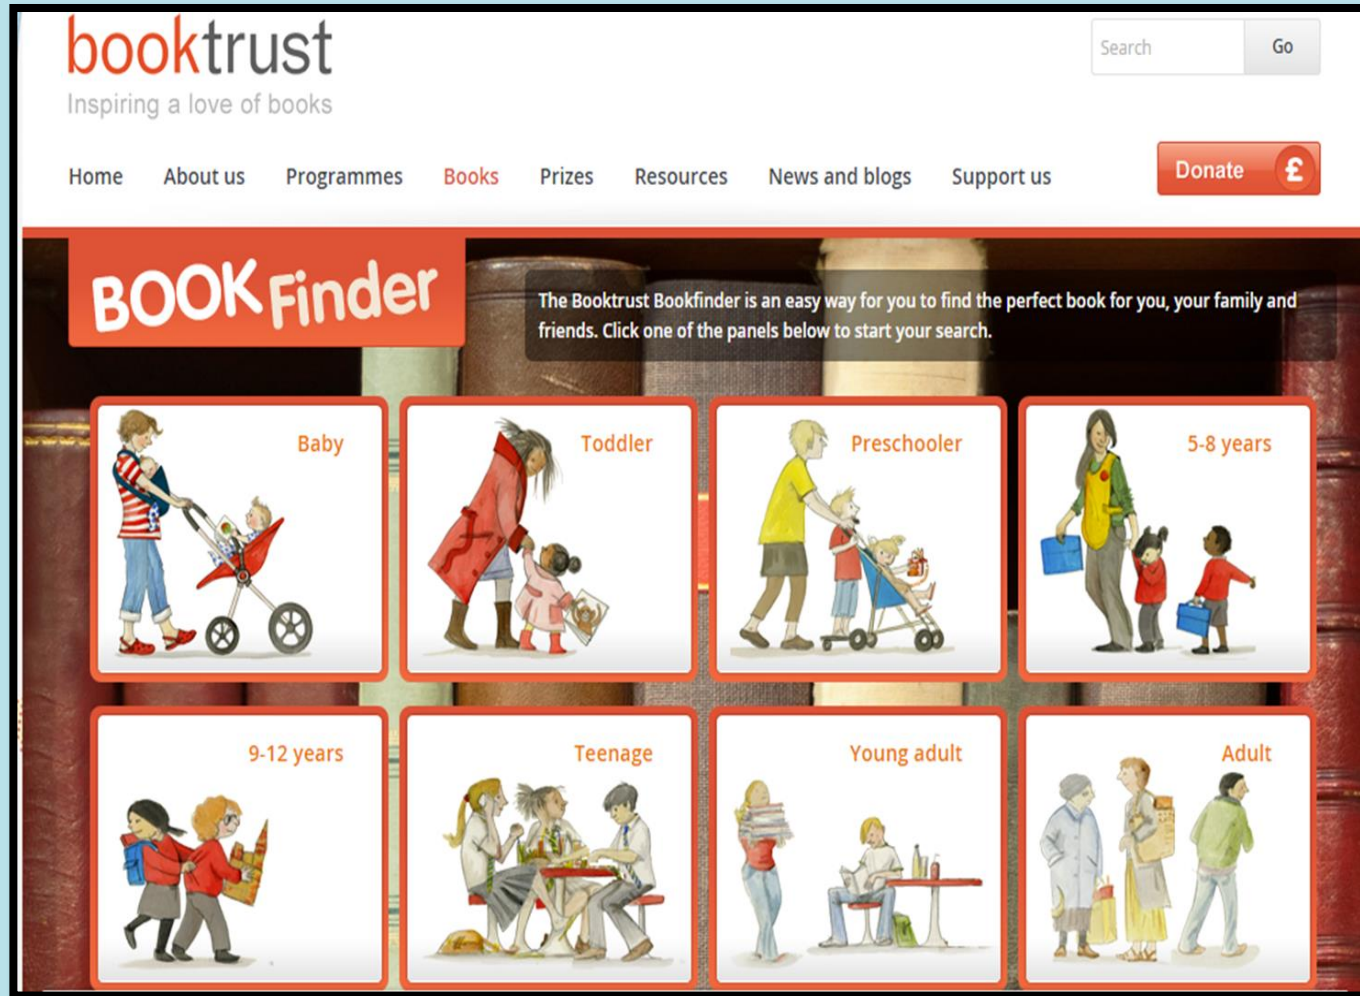 booktrust
Inspiring a love of books
Search Go
Home About us Programmes Books Prizes Resources News and blogs Support us
Donate £
BOOK Finder
The Booktrust Bookfinder is an easy way for you to find the perfect book for you, your family and
friends. Click one of the panels below to start your search.
Baby Toddler Preschooler 5-8 years
9-12 years Teenage Young adult Adult